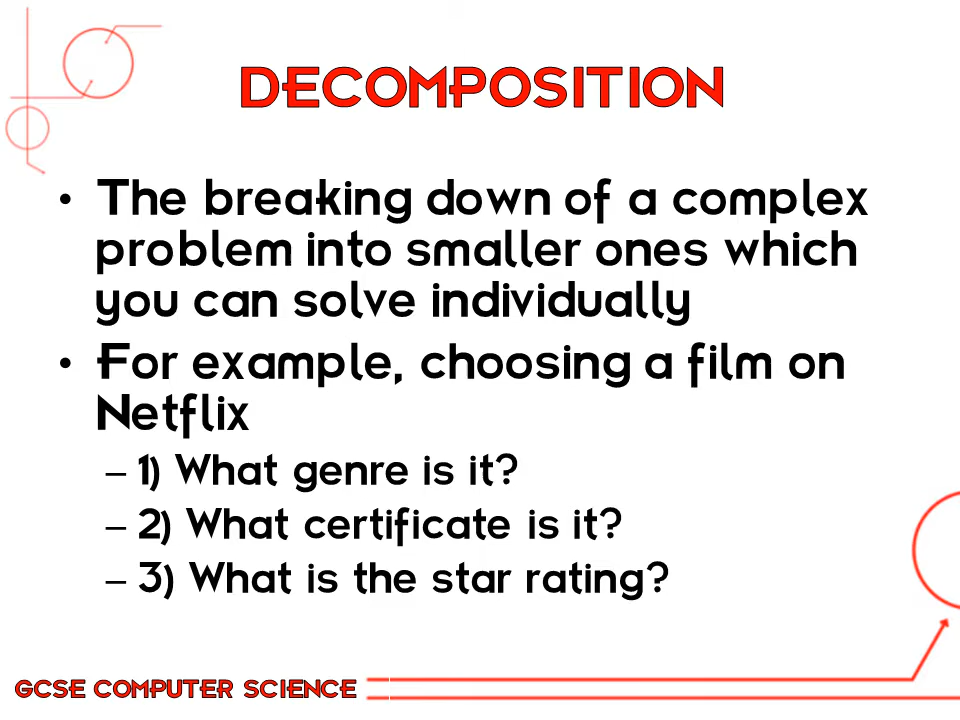 DECOMPOSITION
• The breaking down of a complex
problem into smaller ones which
you can solve individually
• For example, choosing a film on
Netflix
– 1) What genre is it?
– 2) What certificate is it?
– 3) What is the star rating?
GCSE COMPUTER SCIENCE